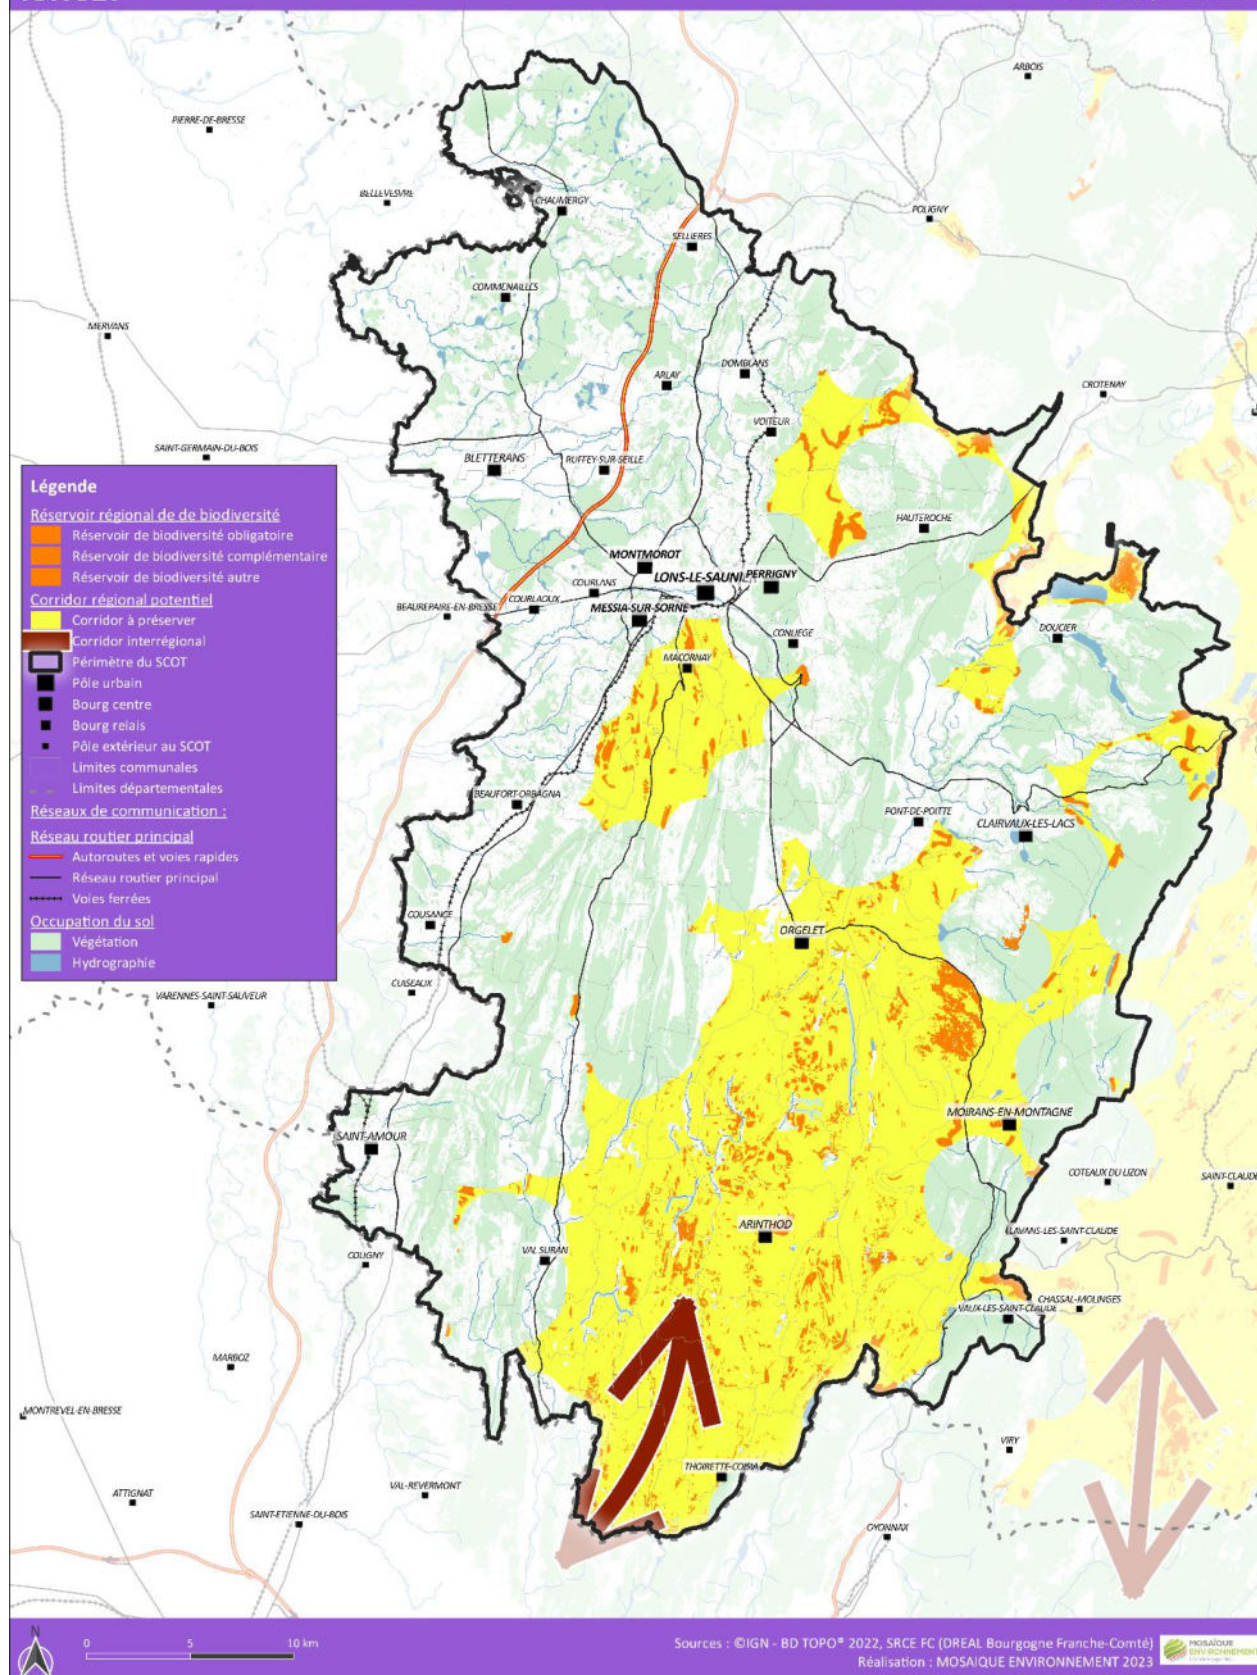 ARBOIS
PIERRE-DE-BRESSE
BELLEVESVRE
CHAUMERGY
POLIGNY
SELLIERES
COMMENAILLES
MERVANS
DOMBLANS
ARLAY
CROTENAY
VOITEUR
SAINT-GERMAIN-DU-BOIS
BLETTERANS
RUFFEY-SUR-SEILLE
HAUTEROCHE
MONTMOROT
LONS-LE-SAUNI
PERRIGNY
COURLANS
COURLAOUX
BEAUREPAIRE-EN-BRESSE
MESSIA-SUR-SORNE
CONLIEGE
DOUCIER
MACORNAY
BEAUFORT-ORBAGNA
PONT-DE-POITTE
CLAIRVAUX-LES-LACS
COUSANCE
ORGELET
CUISEAUX
VARENNES-SAINT-SAUVEUR
MOIRANS-EN-MONTAGNE
SAINT-AMOUR
COTEAUX DU LIZON
SAINT-CLAUDE
ARINTHOD
LAVANS-LES-SAINT-CLAUDE
VAL SURAN
COLIGNY
CHASSAL-MOLINGES
VAUX-LES-SAINT-CLAUDE
MARBOZ
MONTREVEL-EN-BRESSE
VIRY
THOIRETTE-COISIA
VAL-REVERMONT
ATTIGNAT
SAINT-ETIENNE-DU-BOIS
OYONNAX
Légende
Réservoir régional de de biodiversité
Réservoir de biodiversité obligatoire
Réservoir de biodiversité complémentaire
Réservoir de biodiversité autre
Corridor régional potentiel
Corridor à préserver
Corridor interrégional
Périmètre du SCOT
Pôle urbain
Bourg centre
Bourg relais
Pôle extérieur au SCOT
Limites communales
Limites départementales
Réseaux de communication :
Réseau routier principal
Autoroutes et voies rapides
Réseau routier principal
Voies ferrées
Occupation du sol
Végétation
Hydrographie
N
0 5 10 km
Sources : ©IGN - BD TOPO® 2022, SRCE FC (DREAL Bourgogne Franche-Comté)
Réalisation : MOSAIQUE ENVIRONNEMENT 2023
MOSAÏQUE
ENVIRONNEMENT